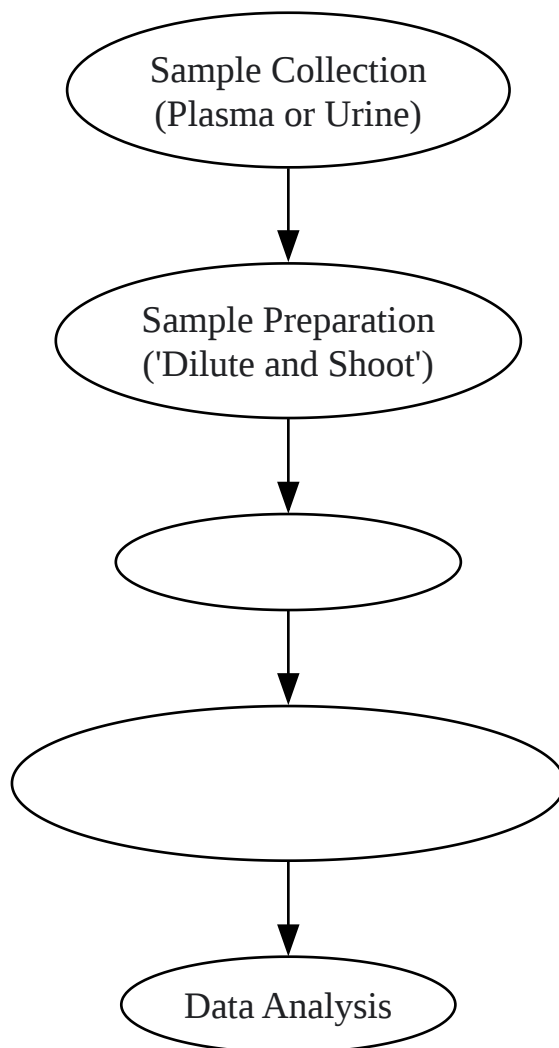 Sample Collection
(Plasma or Urine)
Sample Preparation
('Dilute and Shoot')
Data Analysis